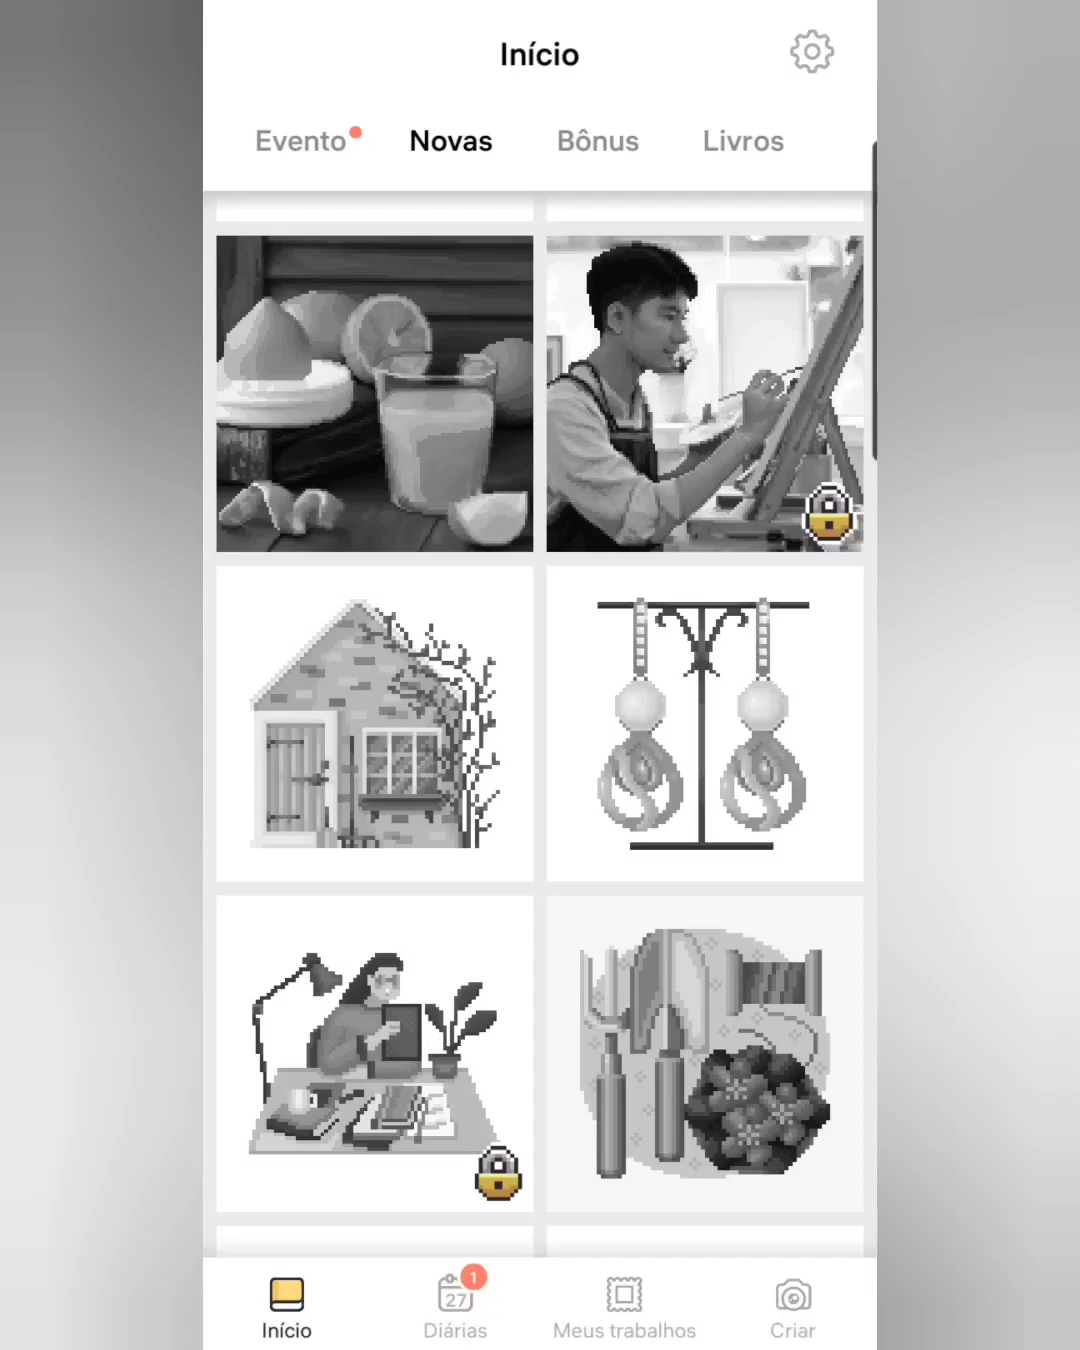 Início
Evento Novas Bônus Livros
1
27
Início Diárias Meus trabalhos Criar